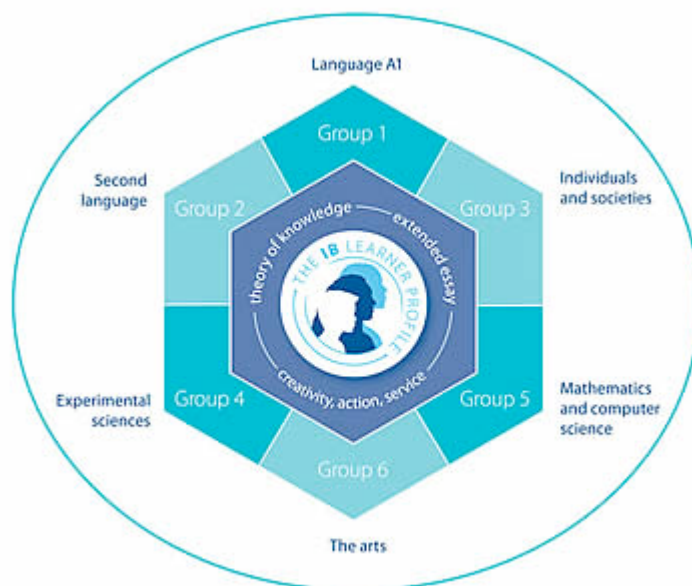 Language A1
Group 1
Second
language
Group 2
Individuals
and societies
Group 3
theory of knowledge
extended essay
THE IB LEARNER PROFILE
creativity, action, service
Experimental
sciences
Group 4
Mathematics
and computer
science
Group 5
Group 6
The arts